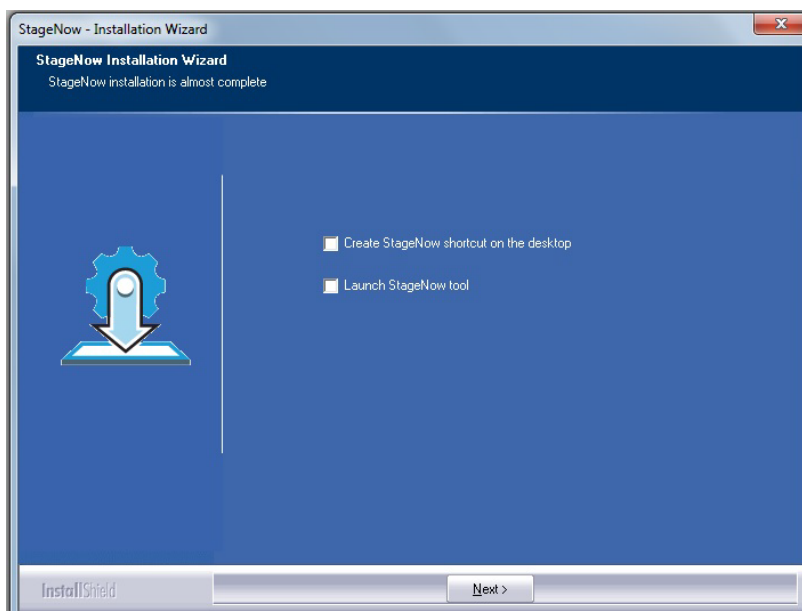 StageNow - Installation Wizard
StageNow Installation Wizard
StageNow installation is almost complete
Create StageNow shortcut on the desktop
Launch StageNow tool
InstallShield
Next >